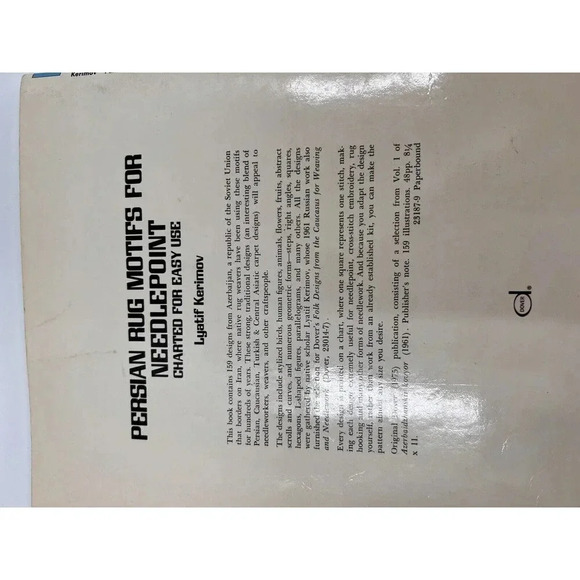 Kerimov
PERSIAN RUG MOTIFS FOR
NEEDLEPOINT
CHARTED FOR EASY USE
Lyatif Kerimov
This book contains 159 designs from Azerbaijan, a republic of the Soviet Union
that borders on Iran, where native rug weavers have been using these motifs
for hundreds of years. These strong, traditional designs (an interesting blend of
Persian, Caucasian, Turkish & Central Asiatic carpet designs) will appeal to
needleworkers, weavers, and other craftspeople.
The designs include stylized birds, human figures, animals, flowers, fruits, abstract
scrolls and curves, and numerous geometric forms—steps, right angles, squares,
hexagons, L-shaped figures, parallelograms, and many others. All the designs
were gathered by native scholar Lyatif Kerimov, whose 1961 Russian work also
furnished the selection for Dover's Folk Designs from the Caucasus for Weaving
and Needlework (Dover, 23014-7).
Every design is printed on a chart, where one square represents one stitch, mak-
ing each design extremely useful for needlepoint, cross-stitch embroidery, rug
hooking and many other forms of needlework. And because you adapt the design
yourself, rather than work from an already established kit, you can make the
pattern almost any size you desire.
Original Dover (1975) publication, consisting of a selection from Vol. 1 of
(1961). Publisher's note. 159 illustrations. 48pp. 8¼
x 11. 23187-9 Paperbound
DOVER